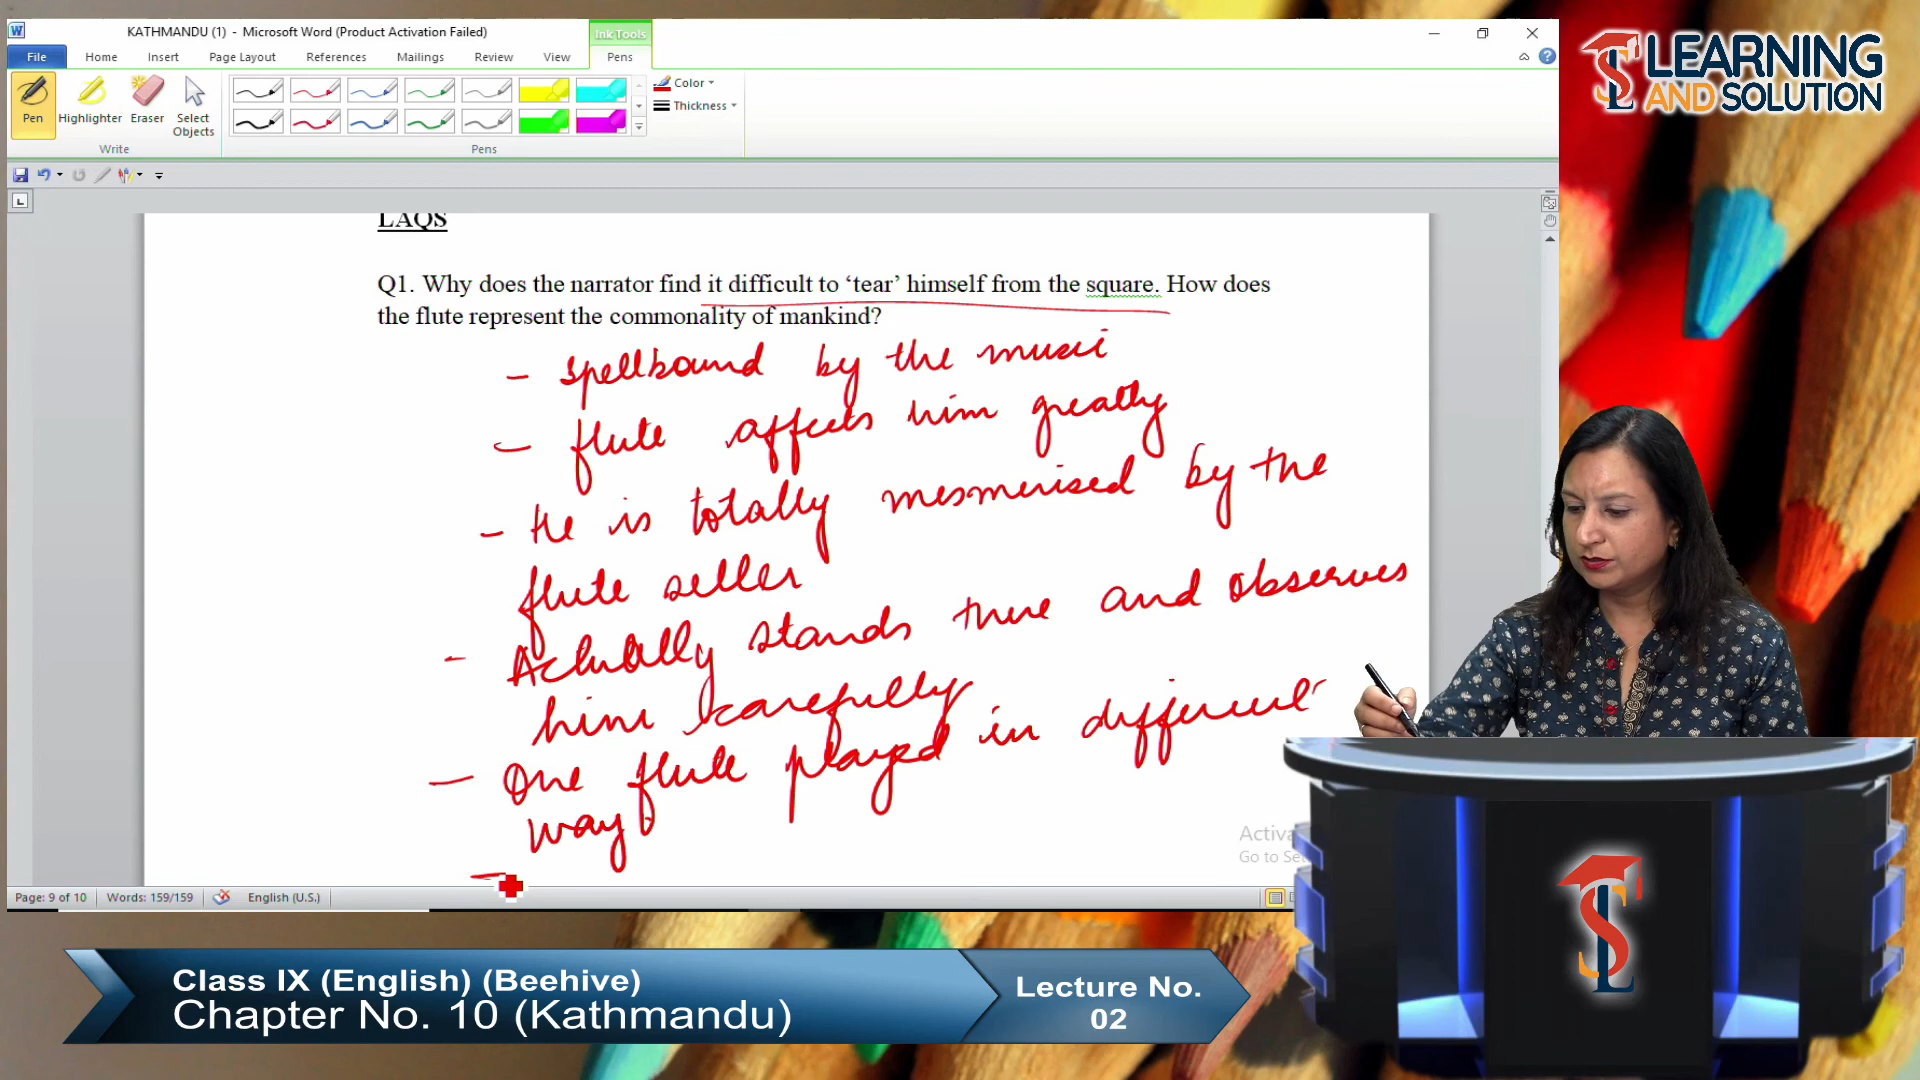 KATHMANDU (1) - Microsoft Word (Product Activation Failed)
Ink Tools
File Home Insert Page Layout References Mailings Review View Pens
Pen Highlighter Eraser Select Objects
Color
Thickness
Write
Pens
LEARNING
AND SOLUTION
LAQS
Q1. Why does the narrator find it difficult to ‘tear’ himself from the square. How does
the flute represent the commonality of mankind?
- spellbound by the music
- flute affects him greatly
- He is totally mesmerised by the
flute seller
- Actually stands there and observes
him carefully
- One flute played in different
way
Activa
Go to Se
Page: 9 of 10 Words: 159/159 English (U.S.)
Class IX (English) (Beehive)
Chapter No. 10 (Kathmandu)
Lecture No.
02